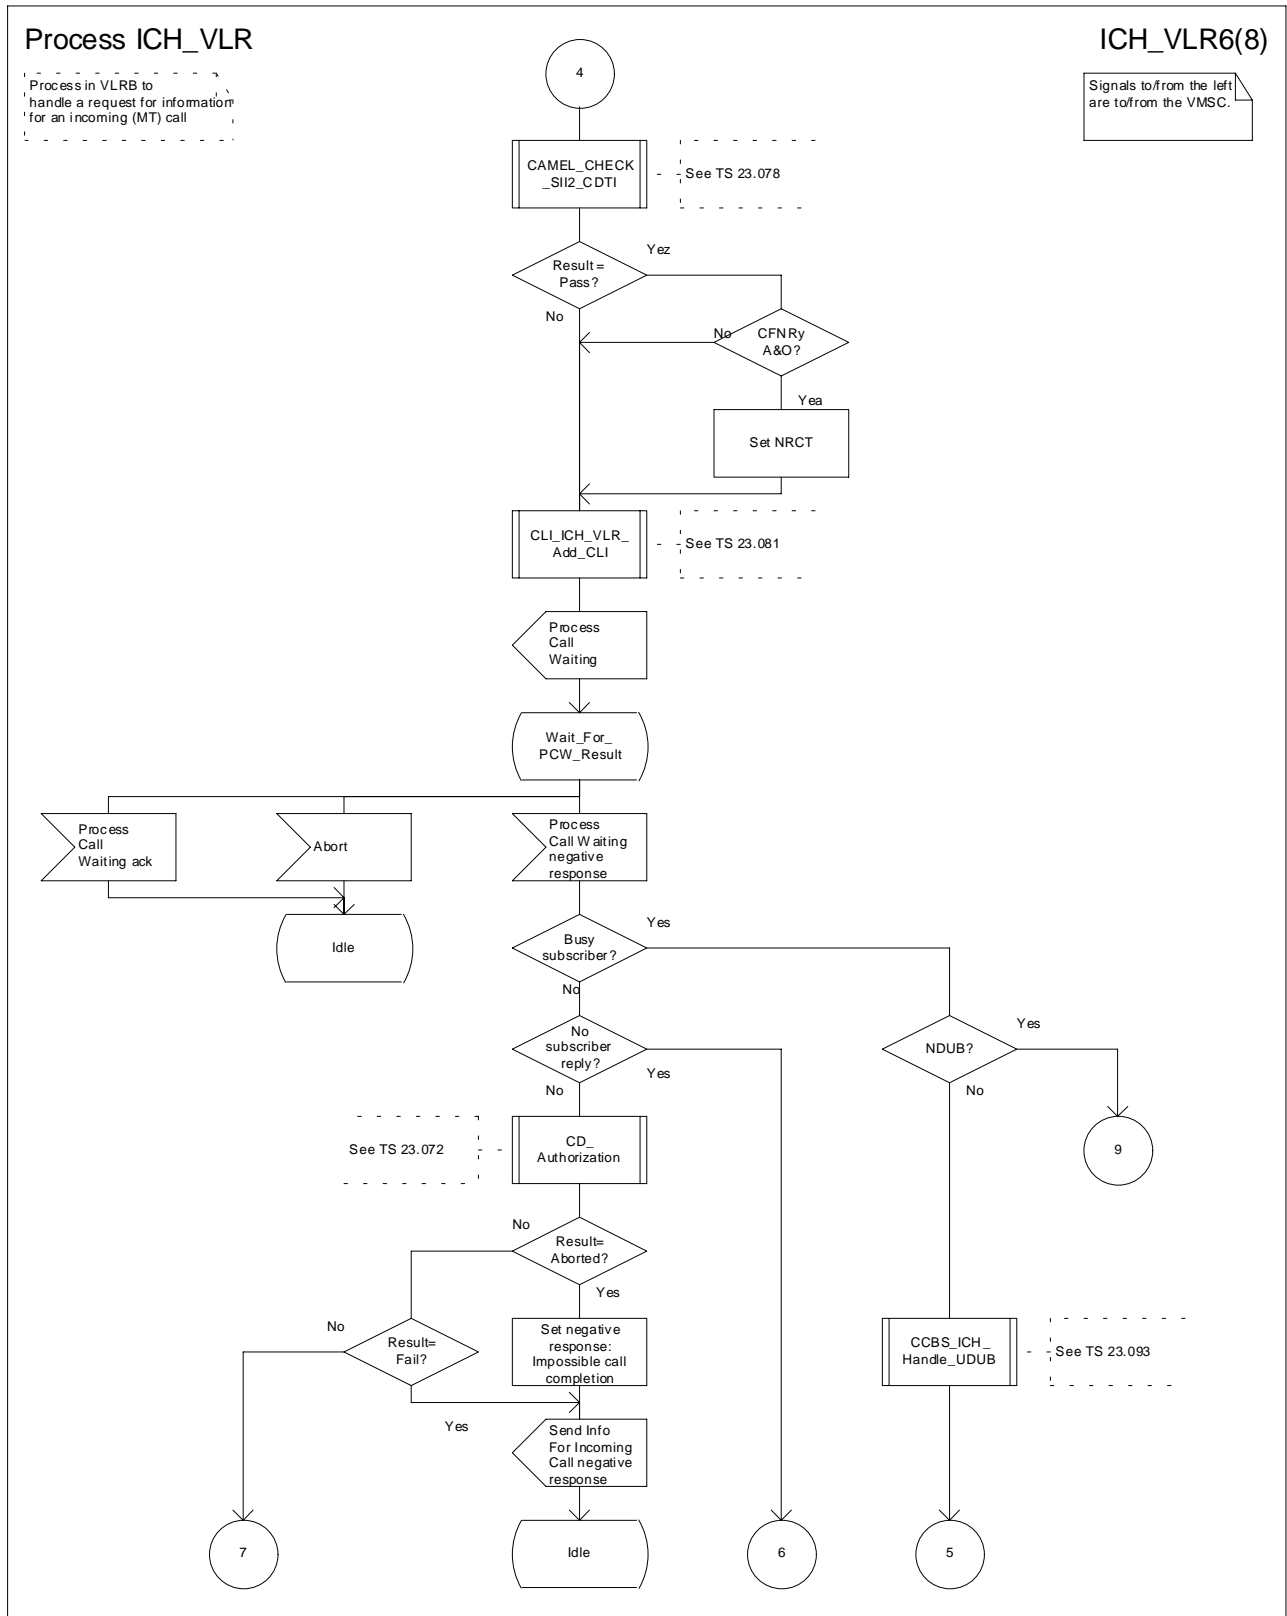 Process ICH_VLR
ICH_VLR6(8)
Process in VLRB to
handle a request for information
for an incoming (MT) call
Signals to/from the left
are to/from the VMSC.
4
CAMEL_CHECK
_SII2_CDTI
See TS 23.078
Result =
Pass?
Yez
No
CFNRy
A&O?
No
Yea
Set NRCT
CLI_ICH_VLR_
Add_CLI
See TS 23.081
Process
Call
Waiting
Wait_For_
PCW_Result
Process
Call
Waiting ack
Abort
Process
Call Waiting
negative
response
Idle
Busy
subscriber?
Yes
No
No
subscriber
reply?
Yes
No
NDUB?
Yes
No
9
See TS 23.072
CD_
Authorization
Result=
Aborted?
No
Yes
Result=
Fail?
No
Yes
Set negative
response:
Impossible call
completion
CCBS_ICH_
Handle_UDUB
See TS 23.093
Send Info
For Incoming
Call negative
response
7
Idle
6
5